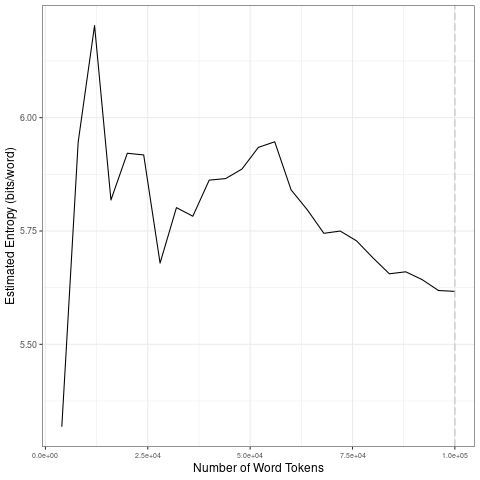 Estimated Entropy (bits/word)
6.00
5.75
5.50
0.0e+00 2.5e+04 5.0e+04 7.5e+04 1.0e+05
Number of Word Tokens